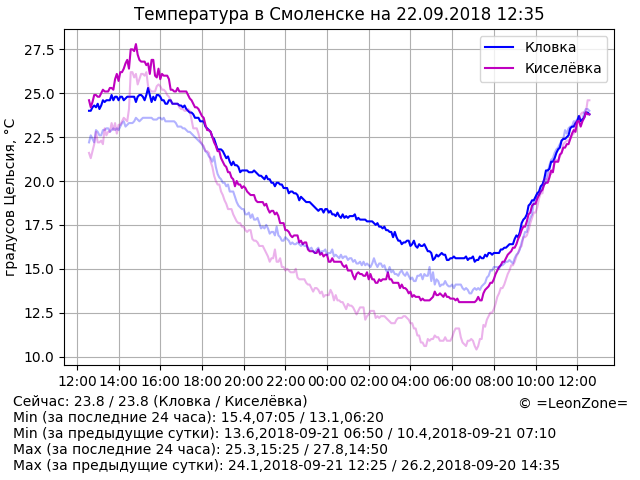 Температура в Смоленске на 22.09.2018 12:35
Кловка
Киселёвка
градусов Цельсия, °C
27.5
25.0
22.5
20.0
17.5
15.0
12.5
10.0
12:00 14:00 16:00 18:00 20:00 22:00 00:00 02:00 04:00 06:00 08:00 10:00 12:00
Сейчас: 23.8 / 23.8 (Кловка / Киселёвка)
© =LeonZone=
Min (за последние 24 часа): 15.4,07:05 / 13.1,06:20
Min (за предыдущие сутки): 13.6,2018-09-21 06:50 / 10.4,2018-09-21 07:10
Max (за последние 24 часа): 25.3,15:25 / 27.8,14:50
Max (за предыдущие сутки): 24.1,2018-09-21 12:25 / 26.2,2018-09-20 14:35